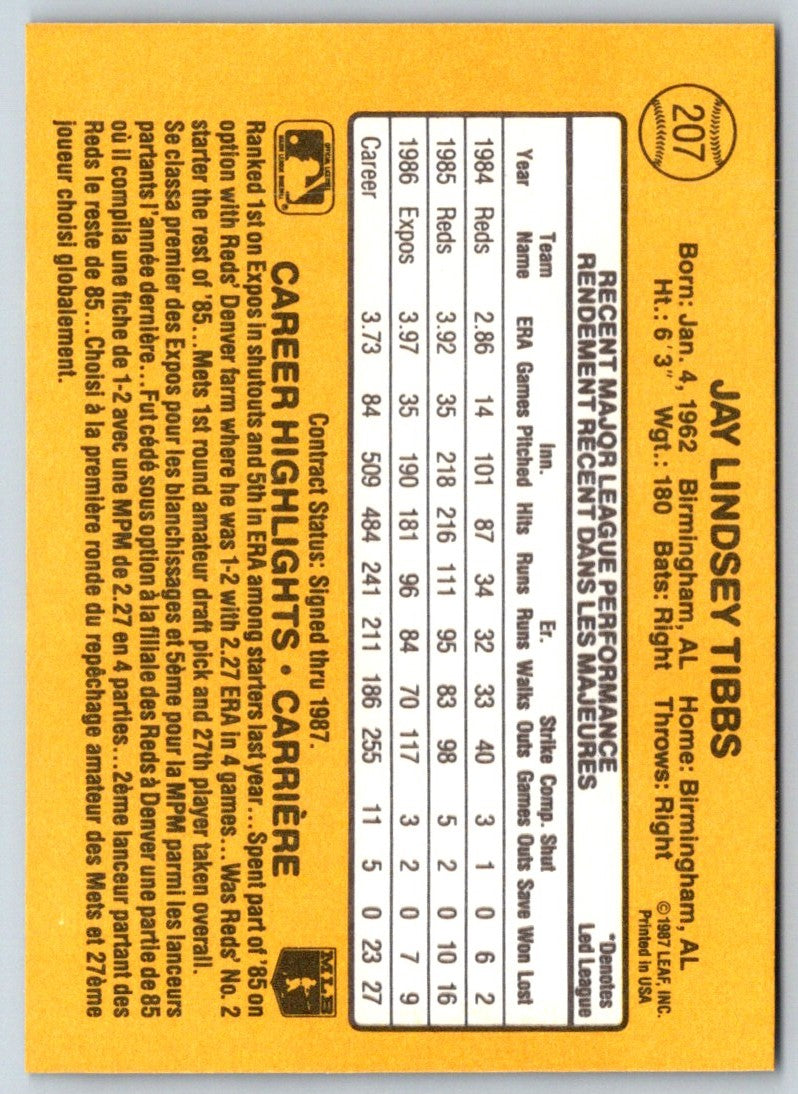 207
JAY LINDSEY TIBBS
Born: Jan. 4, 1962 Birmingham, AL Home: Birmingham, AL
Ht.: 6'3" Wgt.: 180 Bats: Right Throws: Right
©1987 LEAF, INC.
Printed in USA
RECENT MAJOR LEAGUE PERFORMANCE
RENDEMENT RÉCENT DANS LES MAJEURES
*Denotes
Led League
Team Inn. Er. Strike Comp. Shut
Year Name ERA Games Pitched Hits Runs Runs Walks Outs Games Outs Save Won Lost
1984 Reds 2.86 14 101 87 34 32 33 40 3 1 0 6 2
1985 Reds 3.92 35 218 216 111 95 83 98 5 2 0 10 16
1986 Expos 3.97 35 190 181 96 84 70 117 3 2 0 7 9
Career 3.73 84 509 484 241 211 186 255 11 5 0 23 27
Contract Status: Signed thru 1987.
CAREER HIGHLIGHTS • CARRIÈRE
MLB
Ranked 1st on Expos in shutouts and 5th in ERA among starters last year... Spent part of '85 on
option with Reds' Denver farm where he was 1-2 with 2.27 ERA in 4 games... Was Reds' No. 2
starter the rest of '85... Mets 1st round amateur draft pick and 27th player taken overall.
Se classa premier des Expos pour les blanchissages et 5ème pour la MPM parmi les lanceurs
partants l'année dernière... Fut cédé sous option à la filiale des Reds à Denver une partie de 85
où il compila une fiche de 1-2 avec une MPM de 2.27 en 4 parties... 2ème lanceur partant des
Reds le reste de 85... Choisi à la première ronde du repêchage amateur des Mets et 27ème
joueur choisi globalement.